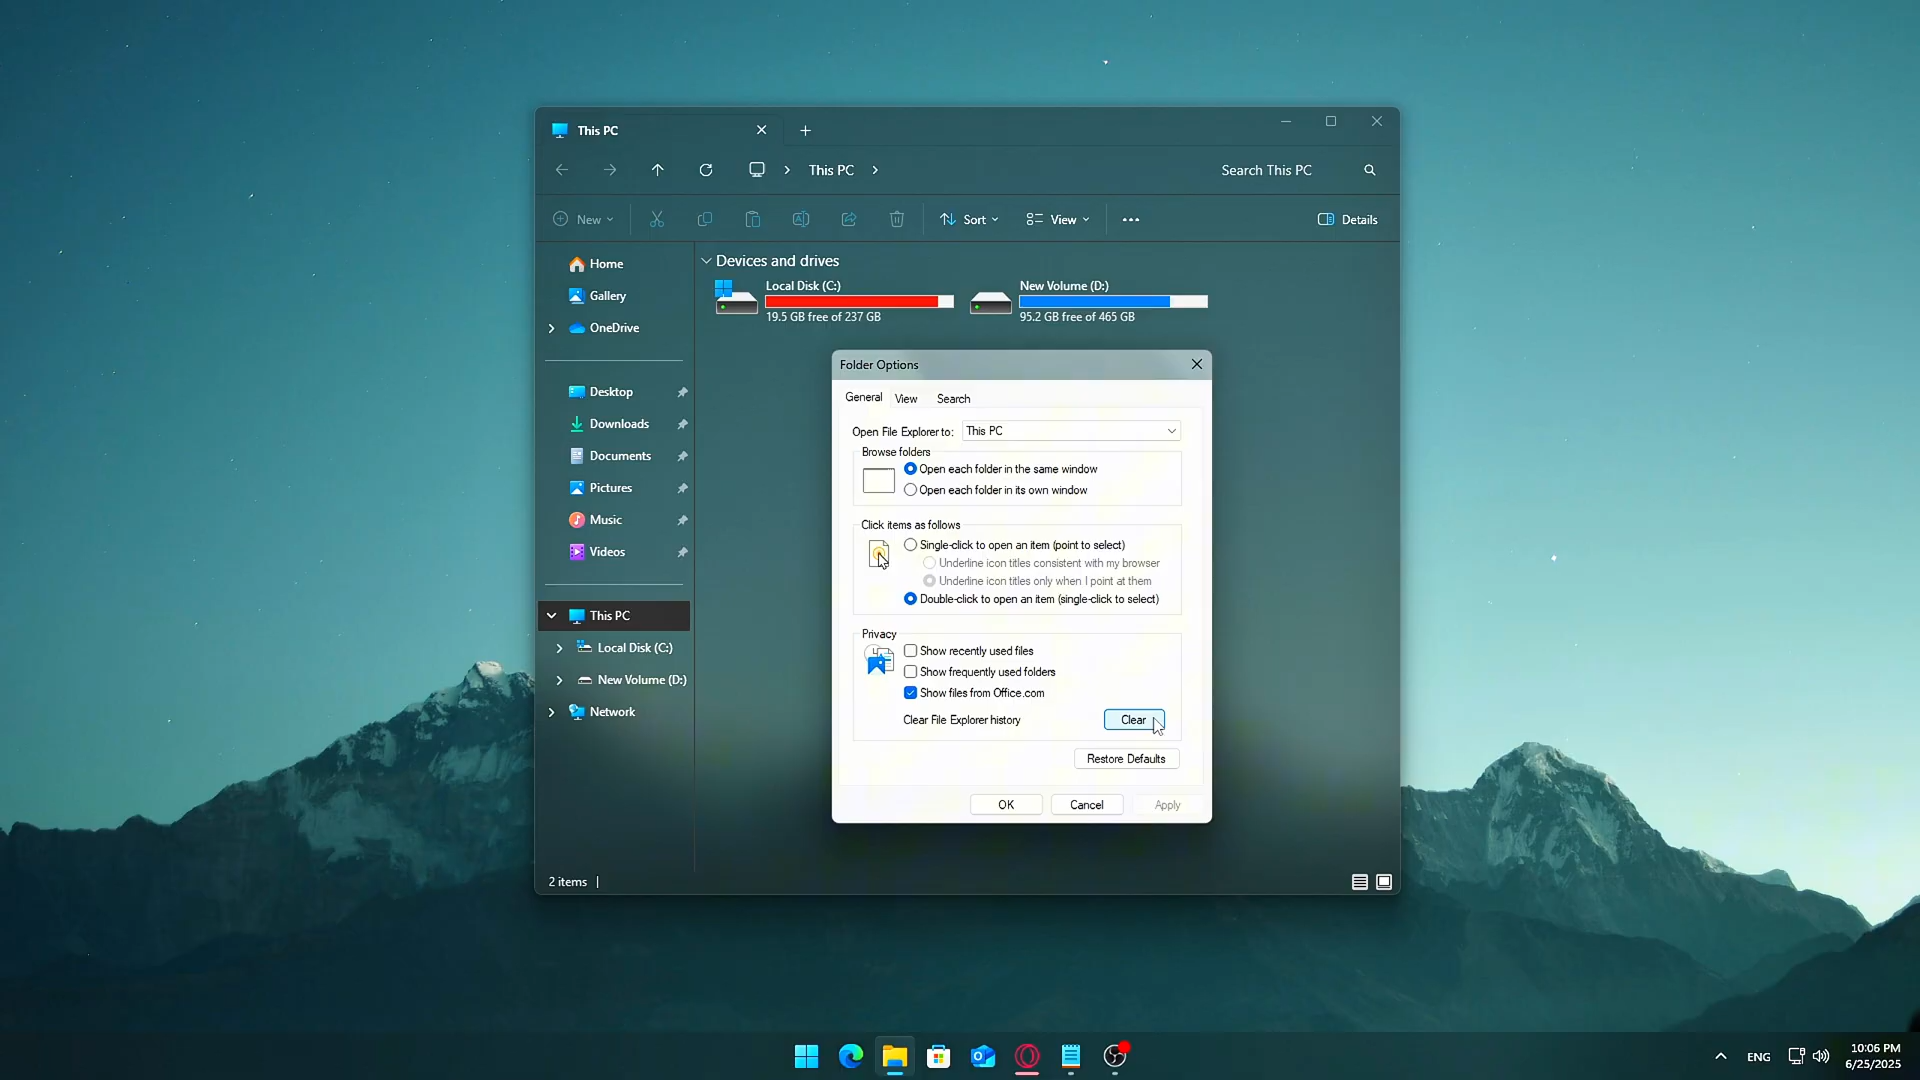 This PC
This PC
Search This PC
New
Sort
View
Details
Home
Gallery
OneDrive
Desktop
Downloads
Documents
Pictures
Music
Videos
This PC
Local Disk (C:)
New Volume (D:)
Network
Devices and drives
Local Disk (C:)
19.5 GB free of 237 GB
New Volume (D:)
95.2 GB free of 465 GB
Folder Options
General
View
Search
Open File Explorer to:
This PC
Browse folders
Open each folder in the same window
Open each folder in its own window
Click items as follows
Single-click to open an item (point to select)
Underline icon titles consistent with my browser
Underline icon titles only when I point at them
Double-click to open an item (single-click to select)
Privacy
Show recently used files
Show frequently used folders
Show files from Office.com
Clear File Explorer history
Clear
Restore Defaults
OK
Cancel
Apply
2 items
ENG
10:06 PM
6/25/2025